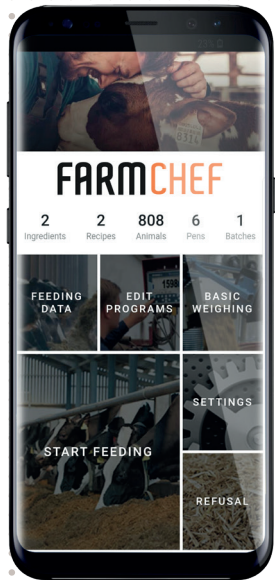 FARMCHEF
2 2 808 6 1
Ingredients Recipes Animals Pens Batches
FEEDING
DATA
EDIT
PROGRAMS
BASIC
WEIGHING
START FEEDING
SETTINGS
REFUSAL